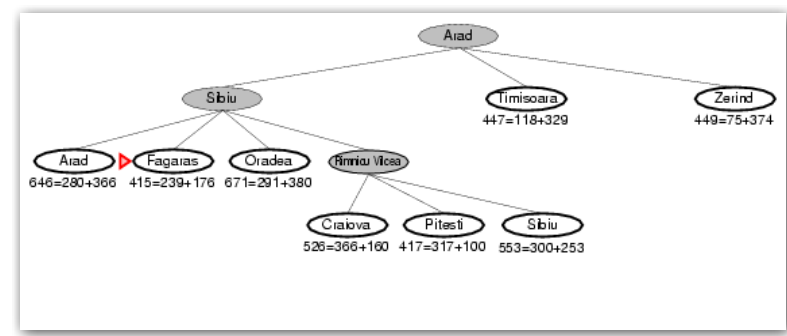 Arad
Sibiu
Timisoara
Zerind
447=118+329
449=75+374
Arad
Fagaras
Oradea
Rimnicu Vilcea
646=280+366
415=239+176
671=291+380
Craiova
Pitesti
Sibiu
526=366+160
417=317+100
553=300+253